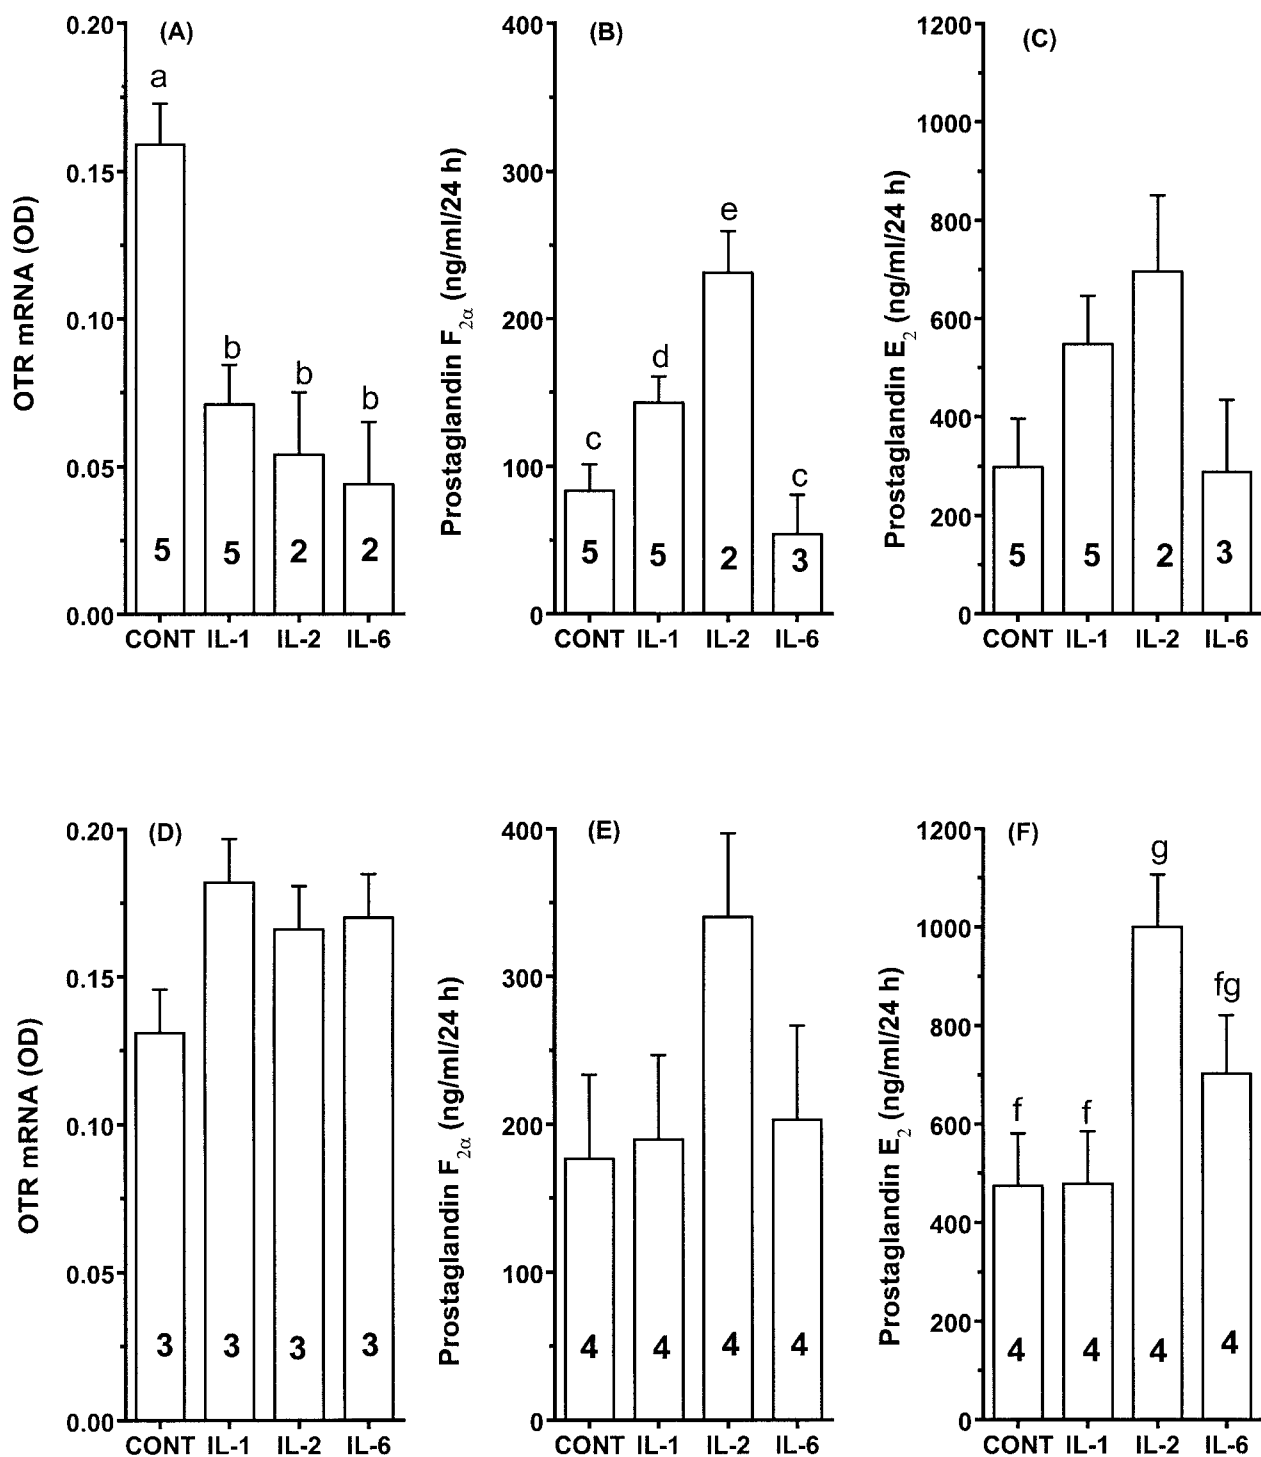 (A)
OTR mRNA (OD)
0.20
0.15
0.10
0.05
0.00
a
b
b
b
5
5
2
2
CONT IL-1 IL-2 IL-6
(B)
Prostaglandin F2α (ng/ml/24 h)
400
300
200
100
0
c
d
e
c
5
5
2
3
CONT IL-1 IL-2 IL-6
(C)
Prostaglandin E2 (ng/ml/24 h)
1200
1000
800
600
400
200
0
5
5
2
3
CONT IL-1 IL-2 IL-6
(D)
OTR mRNA (OD)
0.20
0.15
0.10
0.05
0.00
3
3
3
3
CONT IL-1 IL-2 IL-6
(E)
Prostaglandin F2α (ng/ml/24 h)
400
300
200
100
0
4
4
4
4
CONT IL-1 IL-2 IL-6
(F)
Prostaglandin E2 (ng/ml/24 h)
1200
1000
800
600
400
200
0
f
f
g
fg
4
4
4
4
CONT IL-1 IL-2 IL-6